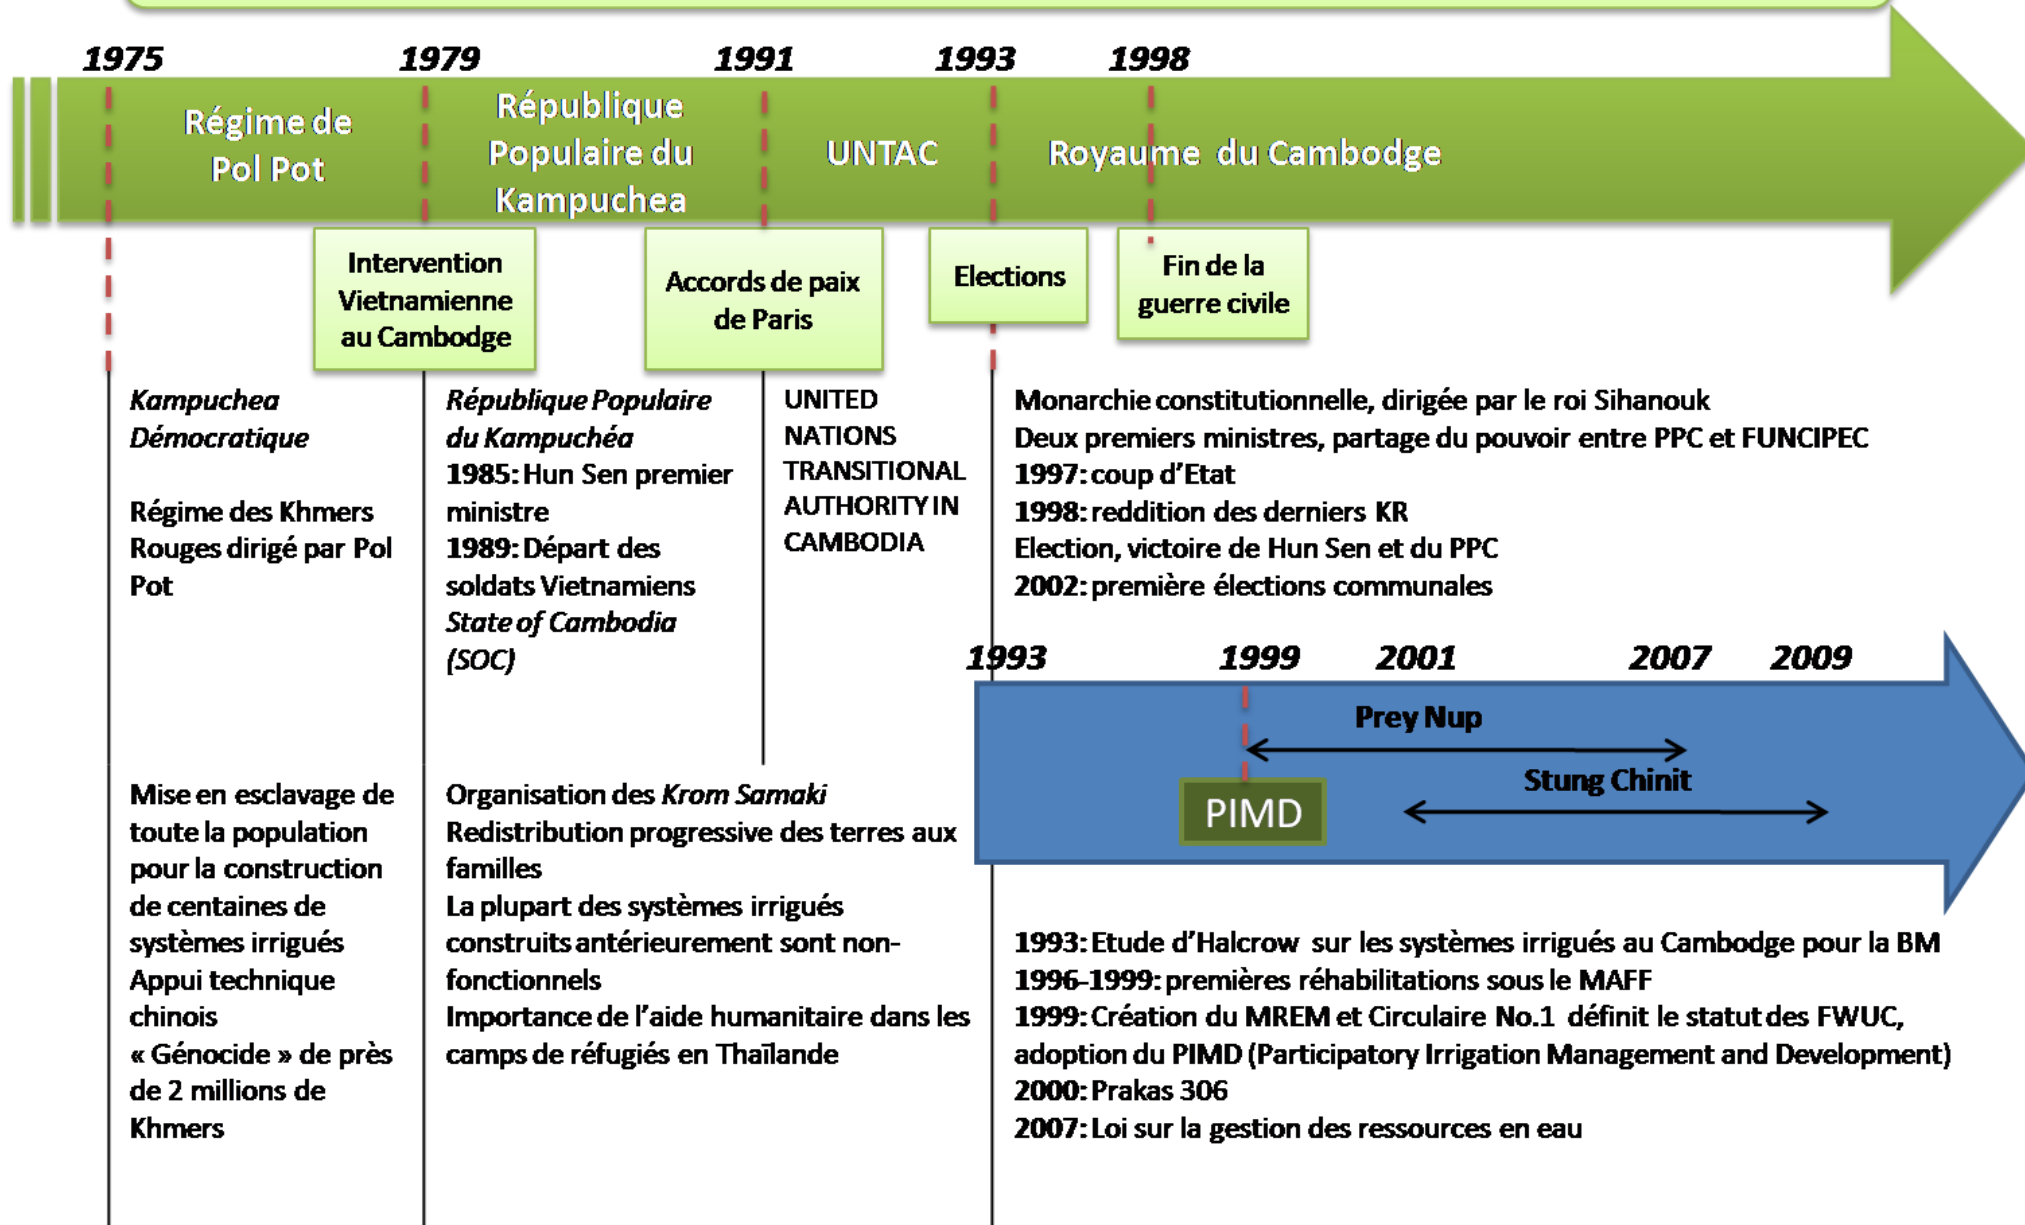 1975
1979
1991
1993
1998
Régime de
Pol Pot
République
Populaire du
Kampuchea
UNTAC
Royaume du Cambodge
Intervention
Vietnamienne
au Cambodge
Accords de paix
de Paris
Elections
Fin de la
guerre civile
Kampuchea
Démocratique
Régime des Khmers
Rouges dirigé par Pol
Pot
République Populaire
du Kampuchéa
1985: Hun Sen premier
ministre
1989: Départ des
soldats Vietnamiens
State of Cambodia
(SOC)
UNITED
NATIONS
TRANSITIONAL
AUTHORITY IN
CAMBODIA
Monarchie constitutionnelle, dirigée par le roi Sihanouk
Deux premiers ministres, partage du pouvoir entre PPC et FUNCIPEC
1997: coup d'Etat
1998: reddition des derniers KR
Election, victoire de Hun Sen et du PPC
2002: première élections communales
1993
1999
2001
2007
2009
Prey Nup
Stung Chinit
PIMD
Mise en esclavage de
toute la population
pour la construction
de centaines de
systèmes irrigués
Appui technique
chinois
« Génocide » de près
de 2 millions de
Khmers
Organisation des Krom Samaki
Redistribution progressive des terres aux
familles
La plupart des systèmes irrigués
construits antérieurement sont non-
fonctionnels
Importance de l'aide humanitaire dans les
camps de réfugiés en Thaïlande
1993: Etude d'Halcrow sur les systèmes irrigués au Cambodge pour la BM
1996-1999: premières réhabilitations sous le MAFF
1999: Création du MREM et Circulaire No.1 définit le statut des FWUC,
adoption du PIMD (Participatory Irrigation Management and Development)
2000: Prakas 306
2007: Loi sur la gestion des ressources en eau